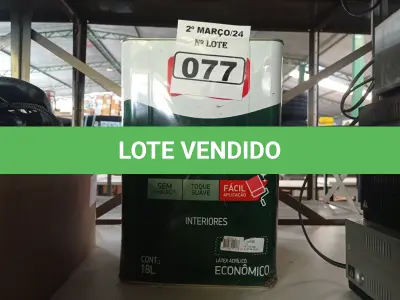 2º MARÇO/24
Nº LOTE
077
LOTE VENDIDO
SEM
TOQUE
SUAVE
FÁCIL
APLICAÇÃO
INTERIORES
CONT.:
18L
LÁTEX ACRÍLICO
ECONÔMICO